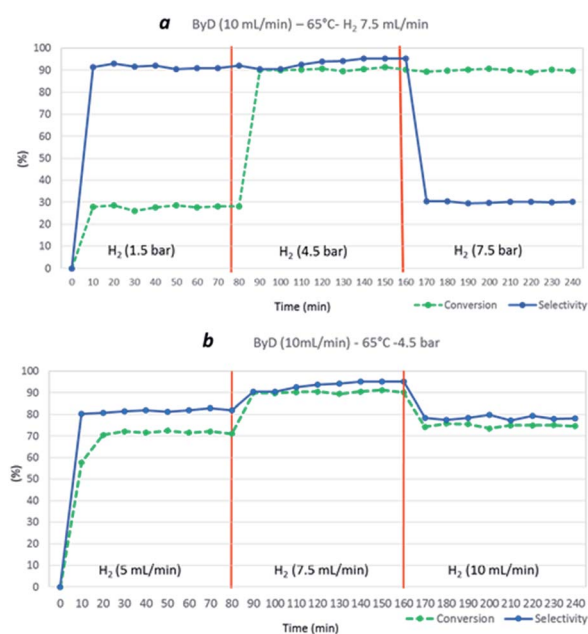 a ByD (10 mL/min) – 65°C- H₂ 7.5 mL/min
100
90
80
70
60
50
40
30
20
10
0
(%)
H₂ (1.5 bar) H₂ (4.5 bar) H₂ (7.5 bar)
0 10 20 30 40 50 60 70 80 90 100 110 120 130 140 150 160 170 180 190 200 210 220 230 240
Time (min)
Conversion Selectivity
b ByD (10mL/min) - 65°C -4.5 bar
100
90
80
70
60
50
40
30
20
10
0
(%)
H₂ (5 mL/min) H₂ (7.5 mL/min) H₂ (10 mL/min)
0 10 20 30 40 50 60 70 80 90 100 110 120 130 140 150 160 170 180 190 200 210 220 230 240
Time (min)
Conversion Selectivity